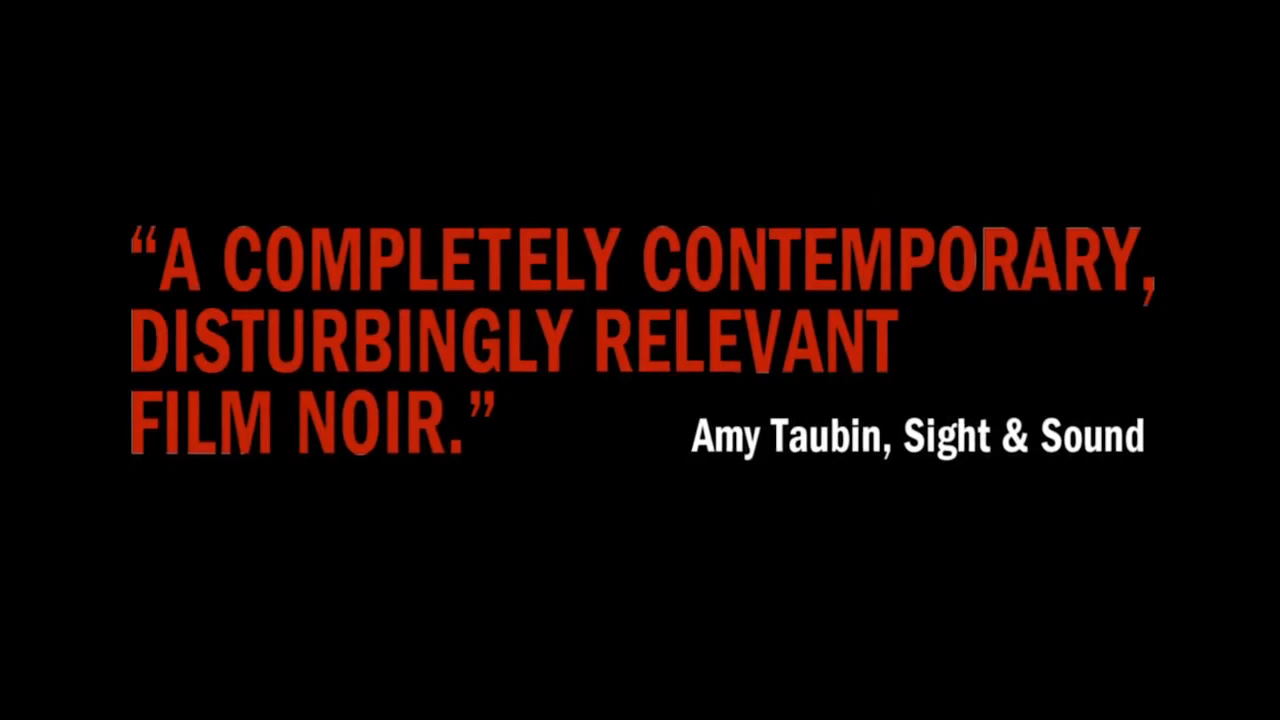 “A COMPLETELY CONTEMPORARY,
DISTURBINGLY RELEVANT
FILM NOIR.”
Amy Taubin, Sight & Sound